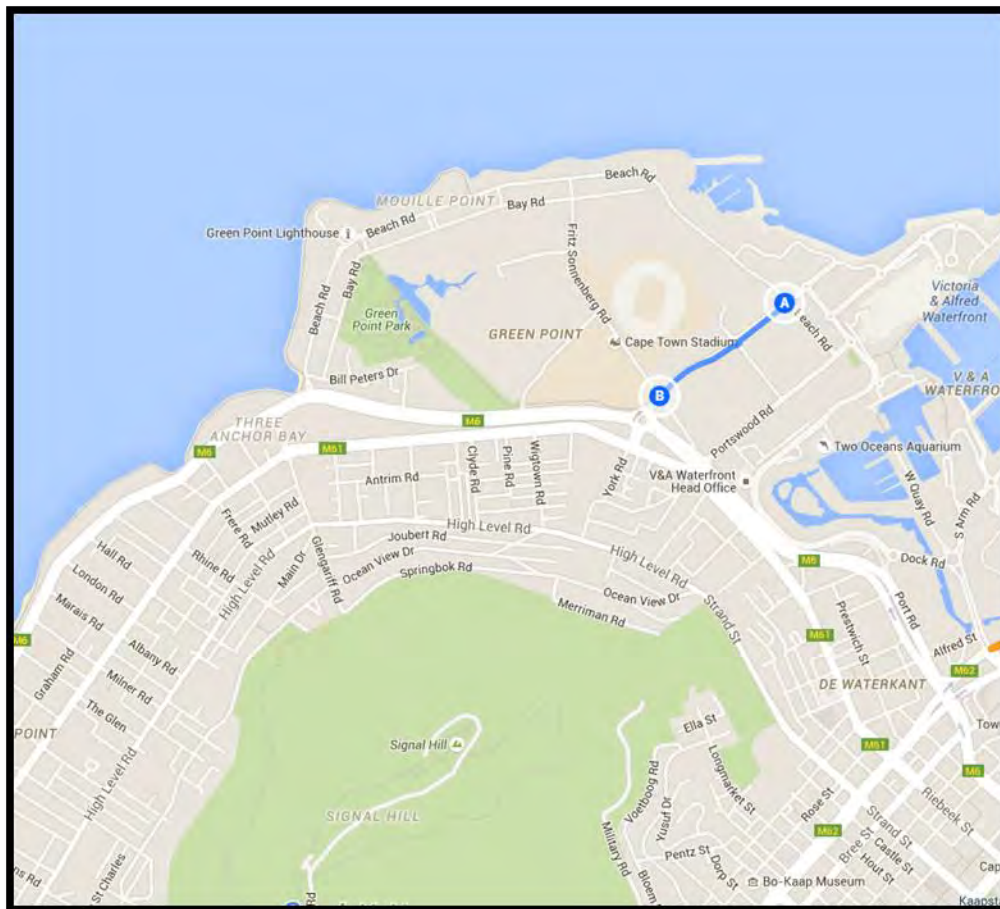 Beach Rd
MOUILLE POINT
Bay Rd
Beach Rd
Green Point Lighthouse
Fritz Sonnenberg Rd
Bay Rd
Beach Rd
Victoria
& Alfred
Waterfront
A
Beach Rd
Green
Point Park
GREEN POINT
Cape Town Stadium
Bill Peters Dr
B
V & A
WATERFRO
M6
THREE
ANCHOR BAY
Portswood Rd
M6
M61
Two Oceans Aquarium
Clyde Rd
Pine Rd
Wigtown Rd
York Rd
V&A Waterfront
Head Office
Antrim Rd
W Quay Rd
S Arm Rd
Frere Rd
Mutley Rd
High Level Rd
Joubert Rd
Hall Rd
Rhine Rd
High Level Rd
Main Dr
Glengariff Rd
Ocean View Dr
Springbok Rd
High Level Rd
Dock Rd
M6
London Rd
Marais Rd
Ocean View Dr
Merriman Rd
Strand St
Port Rd
Prestwich St
M6
M61
Alfred St
Albany Rd
Graham Rd
Milner Rd
M62
DE WATERKANT
The Glen
POINT
Ella St
Town
Signal Hill
M61
High Level Rd
Longmarket St
Voetboog Rd
M6
Yusuf Dr
Rose St
Riebeek St
SIGNAL HILL
Military Rd
M62
Strand St
Bree St
Castle St
Hout St
Pentz St
Dorp St
ns Rd
St Charles
Rd
Bloem
Bo-Kaap Museum
Cap
Kaapst